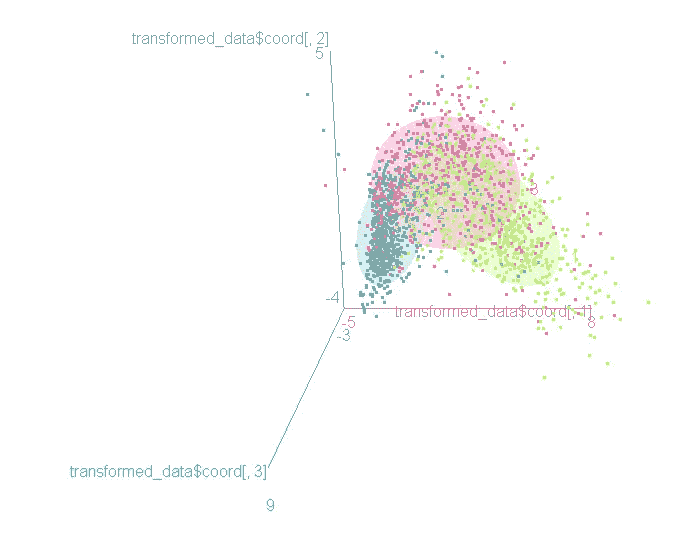 transformed_data$coord[, 2]
5
3
2
-4
transformed_data$coord[, 1]
-5
8
-3
transformed_data$coord[, 3]
9